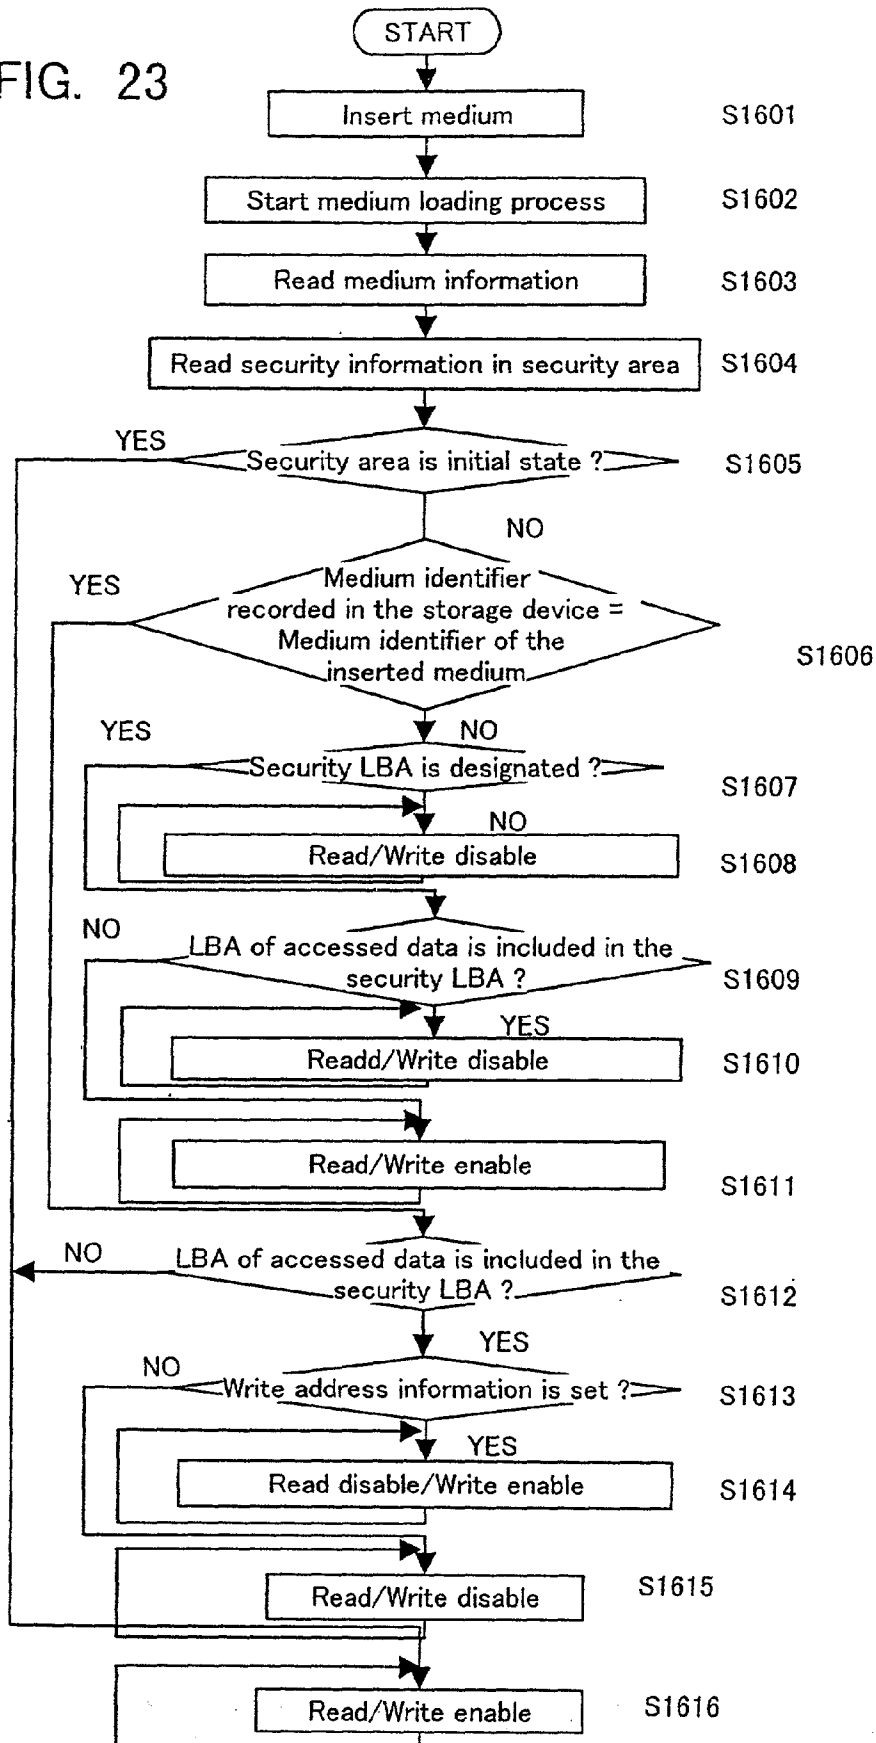 START
FIG. 23
Insert medium
S1601
Start medium loading process
S1602
Read medium information
S1603
Read security information in security area
S1604
YES
Security area is initial state ?
S1605
NO
YES
Medium identifier
recorded in the storage device =
Medium identifier of the
inserted medium
S1606
YES
NO
Security LBA is designated ?
S1607
NO
Read/Write disable
S1608
NO
LBA of accessed data is included in the
security LBA ?
S1609
YES
Readd/Write disable
S1610
Read/Write enable
S1611
NO
LBA of accessed data is included in the
security LBA ?
S1612
YES
NO
Write address information is set ?
S1613
YES
Read disable/Write enable
S1614
Read/Write disable
S1615
Read/Write enable
S1616